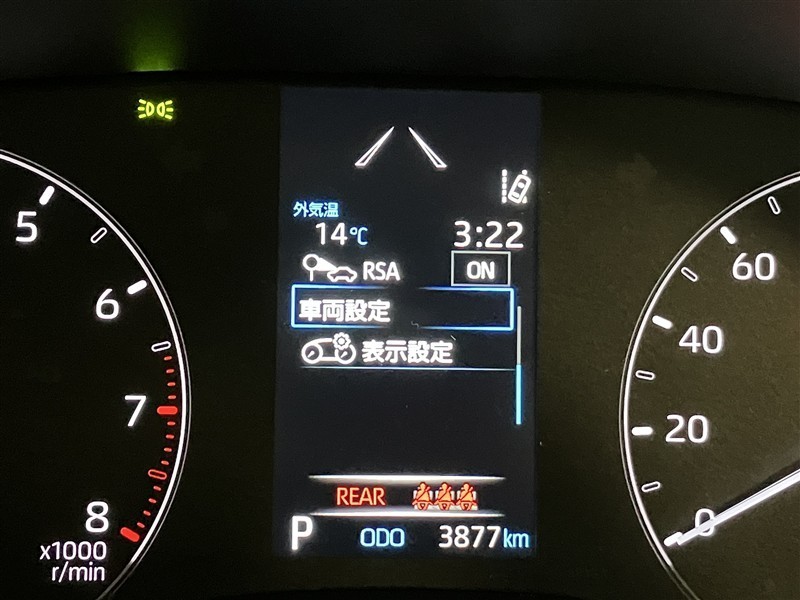 外気温
14℃
3:22
RSA
ON
車両設定
表示設定
REAR
P
ODO
3877km
5
6
7
8
x1000
r/min
60
40
20
0